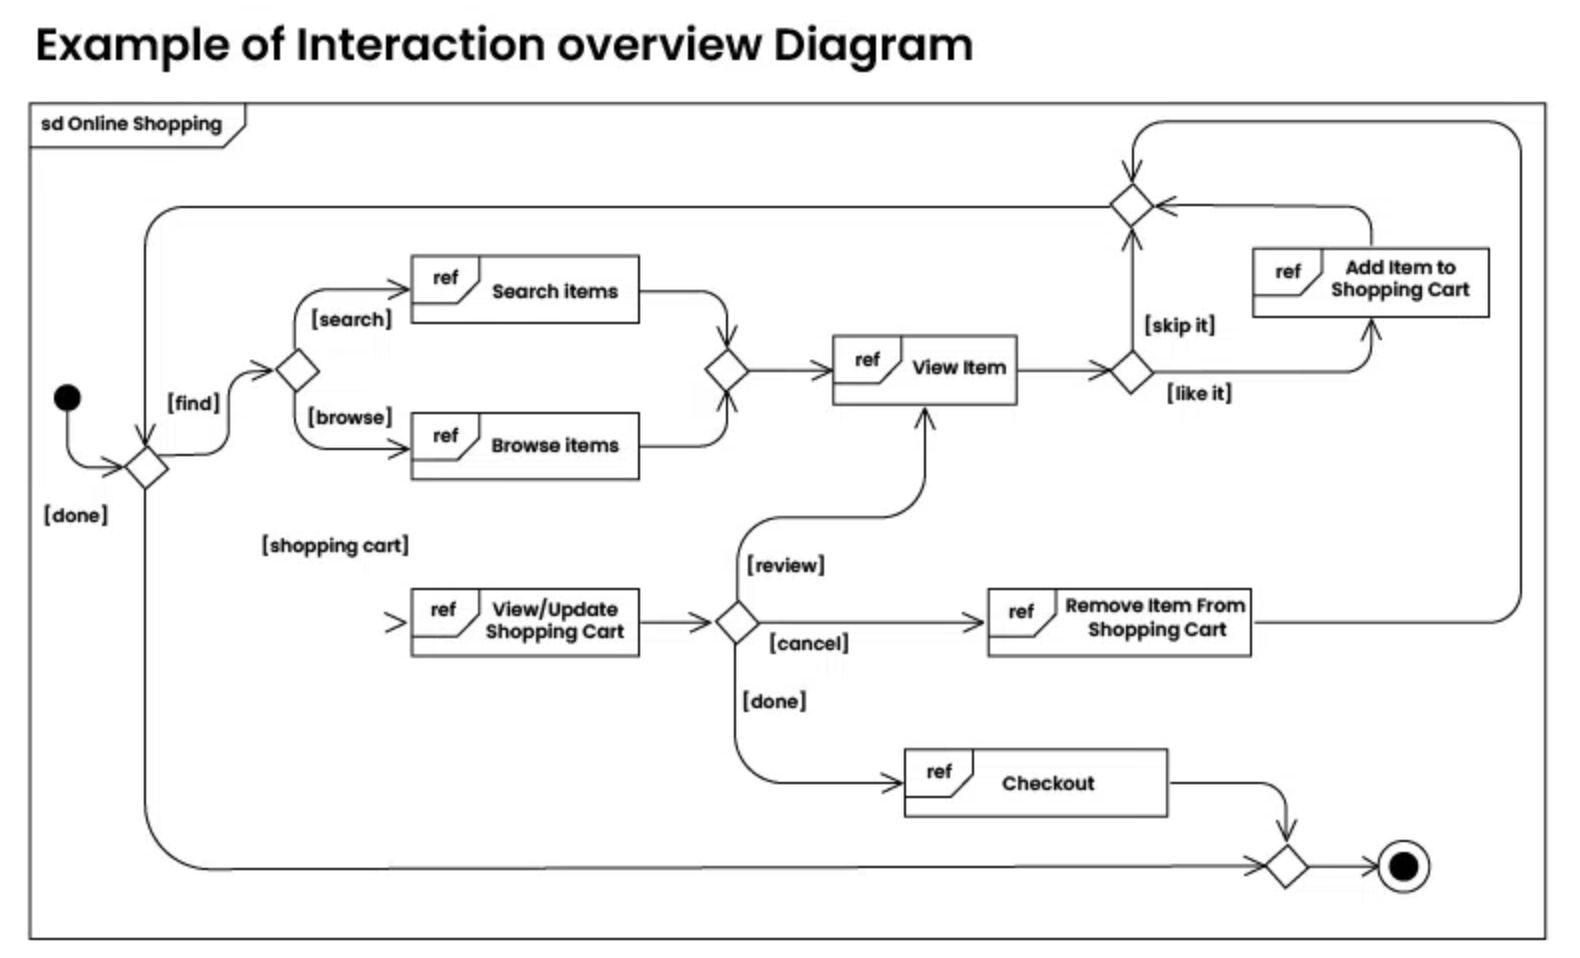 Example of Interaction overview Diagram
sd Online Shopping
ref
Search items
[search]
ref
Add Item to
Shopping Cart
[skip it]
ref
View Item
[like it]
[find]
[browse]
ref
Browse items
[done]
[shopping cart]
[review]
ref
View/Update
Shopping Cart
ref
Remove Item From
Shopping Cart
[cancel]
[done]
ref
Checkout